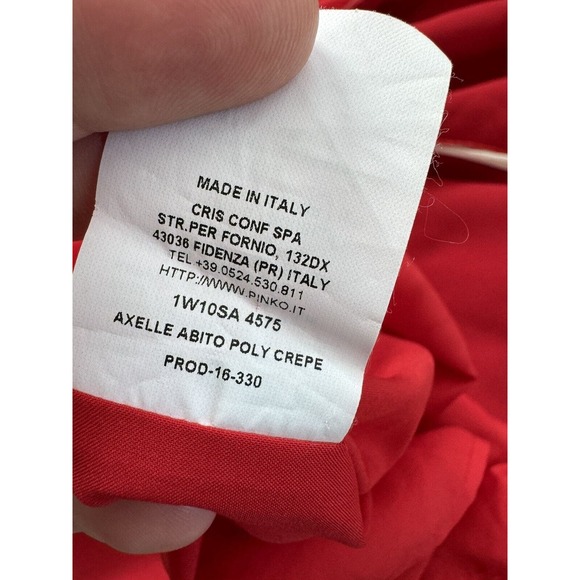 MADE IN ITALY
CRIS CONF SPA
STR.PER FORNIO, 132DX
43036 FIDENZA (PR) ITALY
TEL +39.0524.530.811
HTTP://WWW.PINKO.IT
1W10SA 4575
AXELLE ABITO POLY CREPE
PROD-16-330